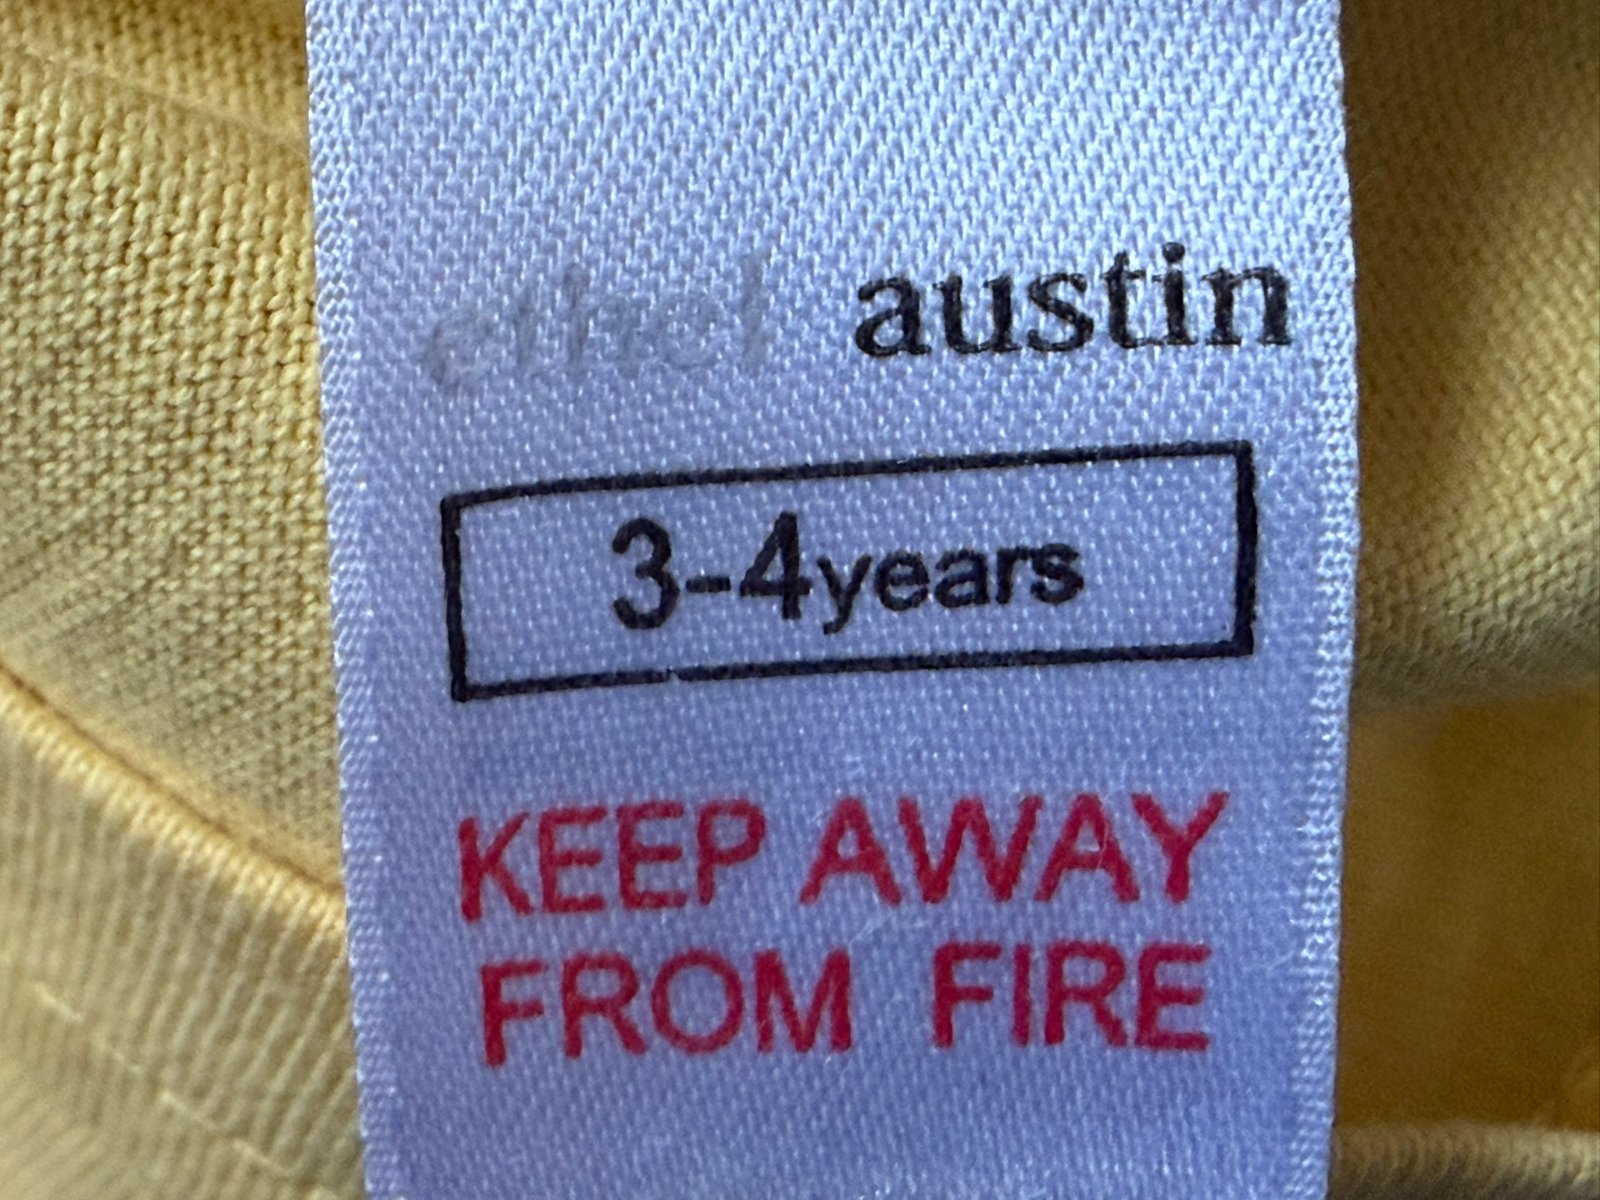 ethel austin
3-4years
KEEP AWAY
FROM FIRE